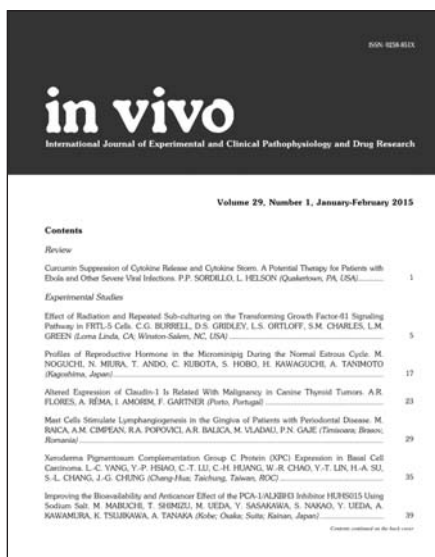 ISSN: 0258-851X
in vivo
International Journal of Experimental and Clinical Pathophysiology and Drug Research
Volume 29, Number 1, January-February 2015
Contents
Review
Curcumin Suppression of Cytokine Release and Cytokine Storm. A Potential Therapy for Patients with
Ebola and Other Severe Viral Infections. P.P. SORDILLO, L. HELSON (Quakertown, PA, USA)............ 1
Experimental Studies
Effect of Radiation and Repeated Sub-culturing on the Transforming Growth Factor-β1 Signaling
Pathway in FRTL-5 Cells. C.G. BURRELL, D.S. GRIDLEY, L.S. ORTLOFF, S.M. CHARLES, L.M.
GREEN (Loma Linda, CA; Winston-Salem, NC, USA) ............ 5
Profiles of Reproductive Hormone in the Microminipig During the Normal Estrous Cycle. M.
NOGUCHI, N. MIURA, T. ANDO, C. KUBOTA, S. HOBO, H. KAWAGUCHI, A. TANIMOTO
(Kagoshima, Japan) ............ 17
Altered Expression of Claudin-1 Is Related With Malignancy in Canine Thyroid Tumors. A.R.
FLORES, A. RÊMA, I. AMORIM, F. GARTNER (Porto, Portugal) ............ 23
Mast Cells Stimulate Lymphangiogenesis in the Gingiva of Patients with Periodontal Disease. M.
RAICA, A.M. CIMPEAN, R.A. POPOVICI, A.R. BALICA, M. VLADAU, P.N. GAJE (Timisoara; Brasov,
Romania) ............ 29
Xeroderma Pigmentosum Complementation Group C Protein (XPC) Expression in Basal Cell
Carcinoma. L.-C. YANG, Y.-P. HSIAO, C.-T. LU, C.-H. HUANG, W.-R. CHAO, Y.-T. LIN, H.-A. SU,
S.-L. CHANG, J.-G. CHUNG (Chang-Hua; Taichung, Taiwan, ROC) ............ 35
Improving the Bioavailability and Anticancer Effect of the PCA-1/ALKBH3 Inhibitor HUHS015 Using
Sodium Salt. M. MABUCHI, T. SHIMIZU, M. UEDA, Y. SASAKAWA, S. NAKAO, Y. UEDA, A.
KAWAMURA, K. TSUJIKAWA, A. TANAKA (Kobe; Osaka; Suita; Kainan, Japan) ............ 39
Contents continued on the back cover